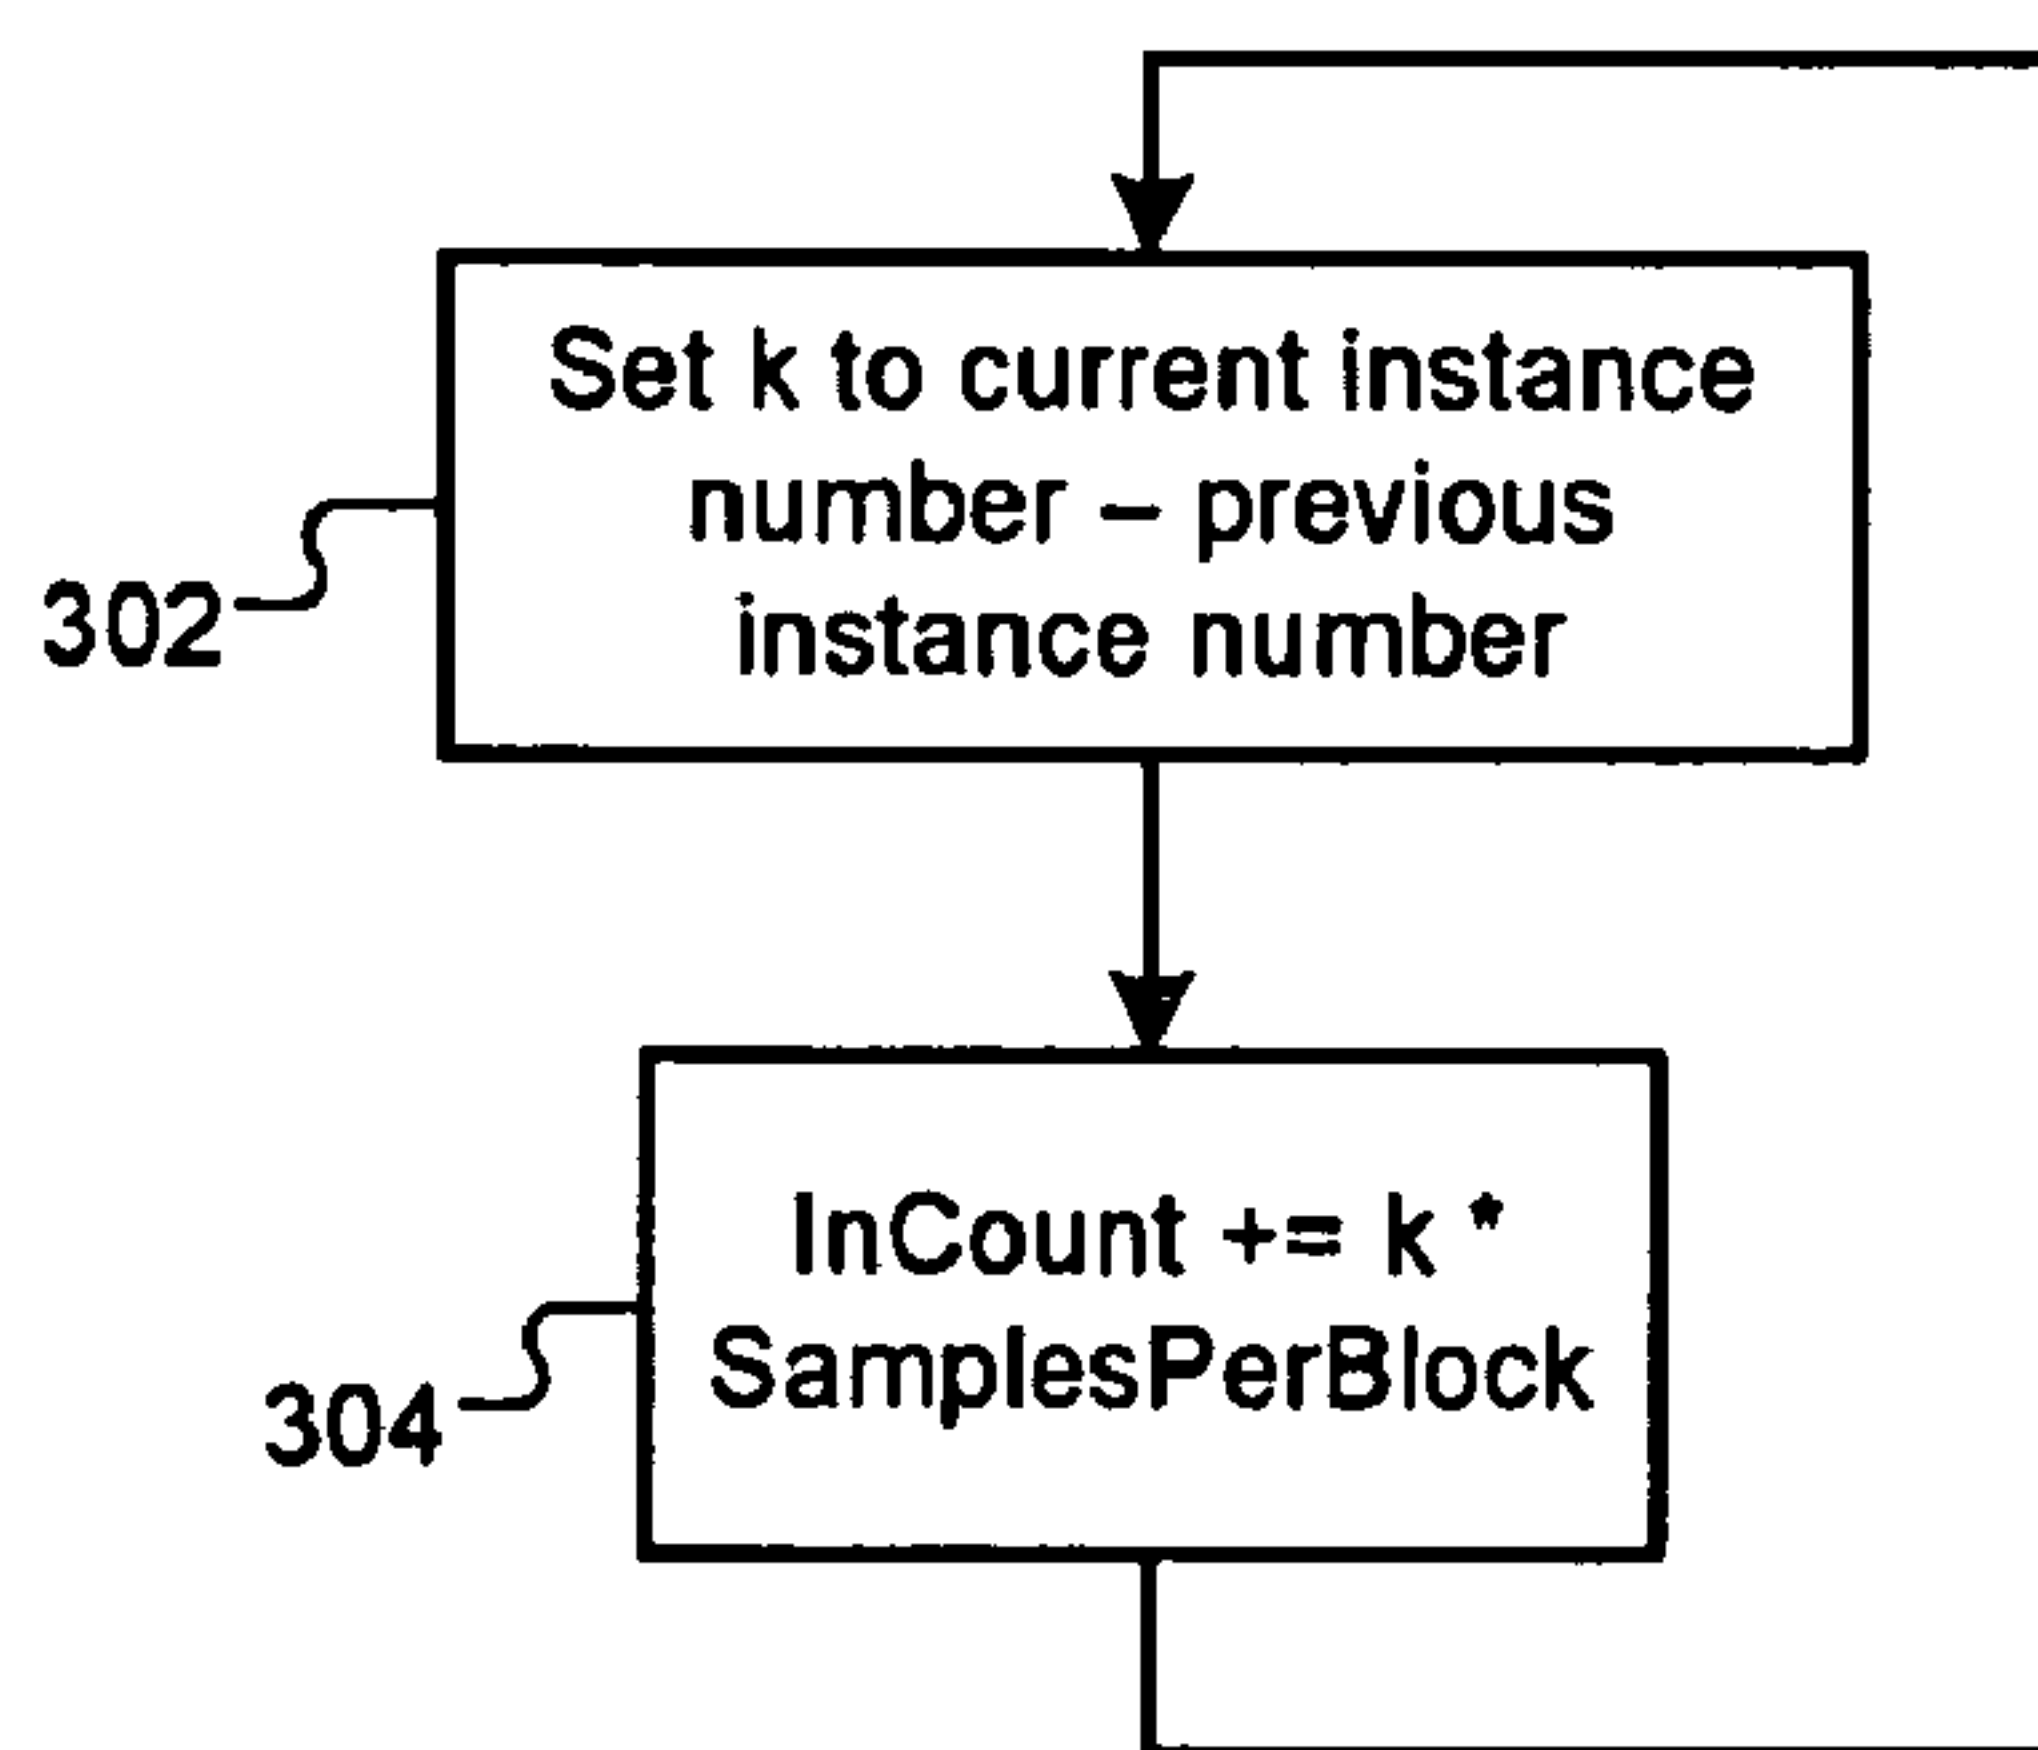 Set k to current instance
number – previous
instance number
302
InCount += k *
SamplesPerBlock
304